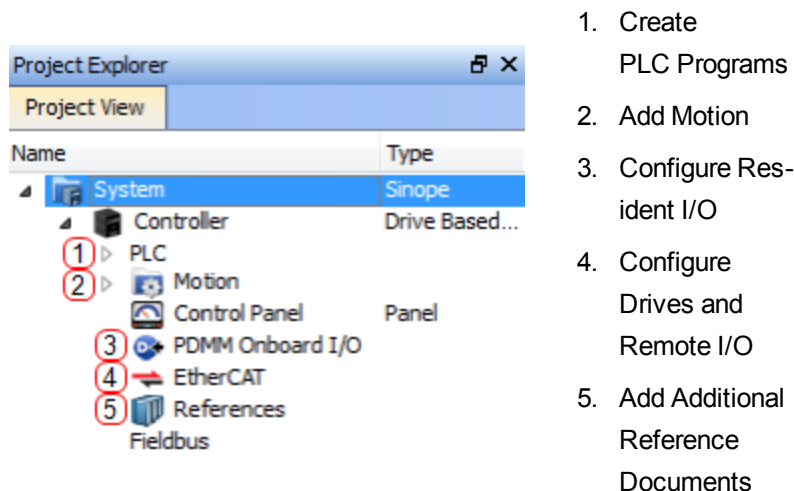 Project Explorer
Project View
Name Type
System Sinope
Controller Drive Based...
1 PLC
2 Motion
Control Panel Panel
3 PDMM Onboard I/O
4 EtherCAT
5 References
Fieldbus
1. Create
PLC Programs
2. Add Motion
3. Configure Res-
ident I/O
4. Configure
Drives and
Remote I/O
5. Add Additional
Reference
Documents